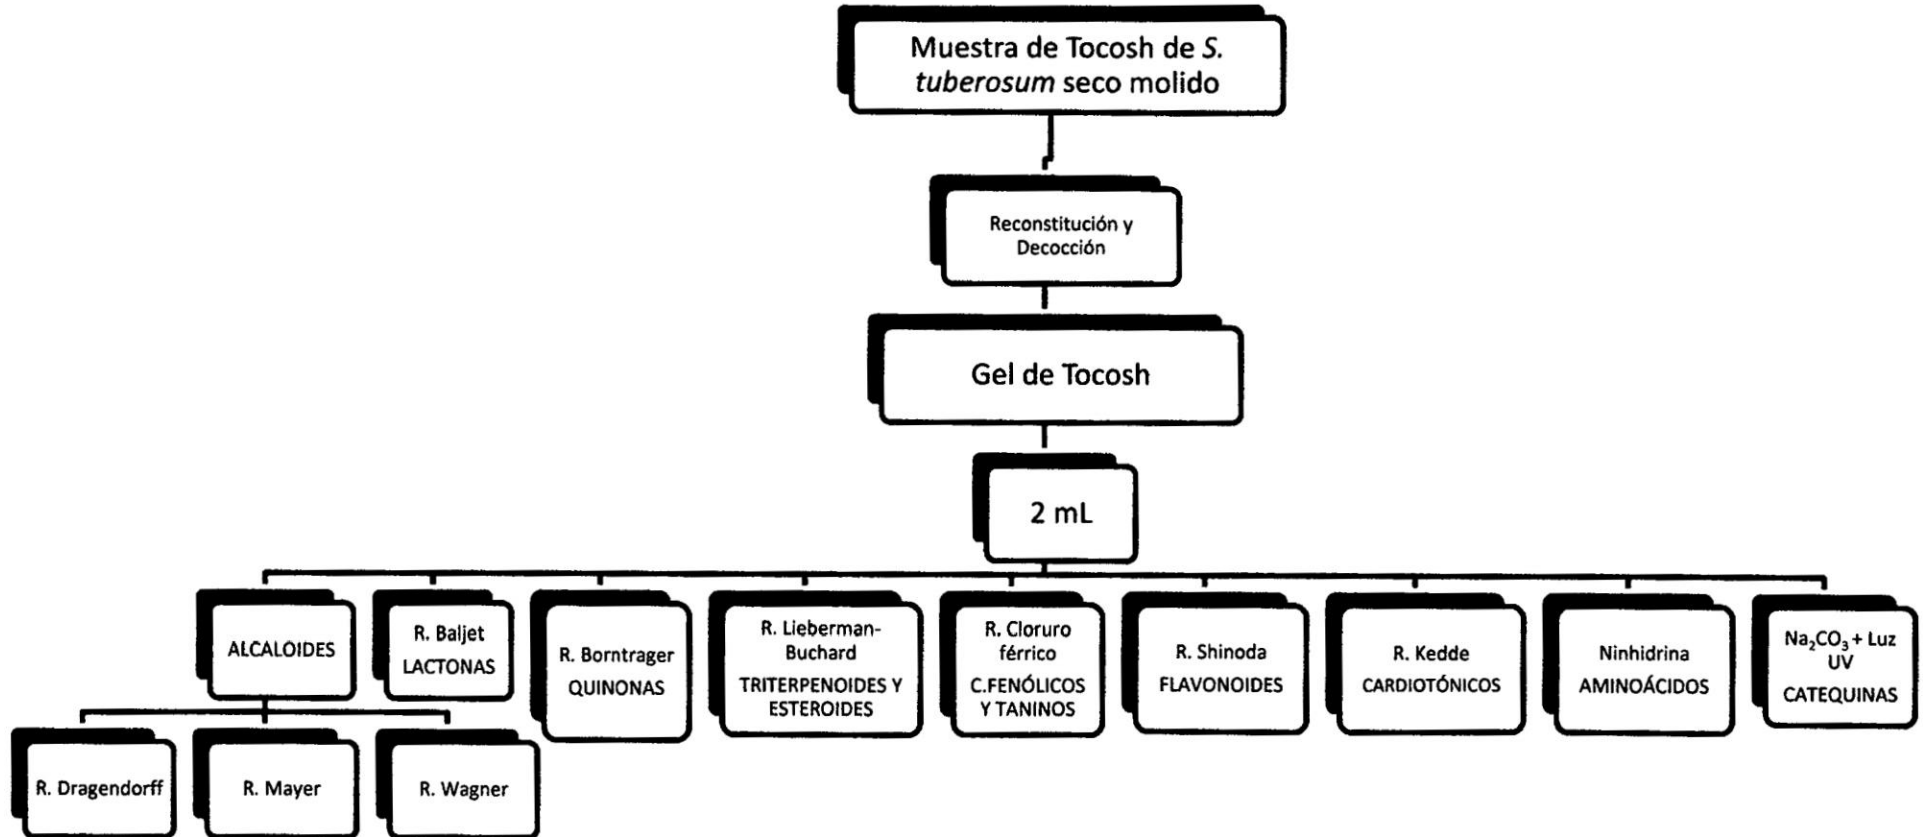 Muestra de Tocosh de S.
tuberosum seco molido
Reconstitución y
Decocción
Gel de Tocosh
2 mL
ALCALOIDES
R. Baljet
LACTONAS
R. Borntrager
QUINONAS
R. Lieberman-
Buchard
TRITERPENOIDES Y
ESTEROIDES
R. Cloruro
férrico
C.FENÓLICOS
Y TANINOS
R. Shinoda
FLAVONOIDES
R. Kedde
CARDIOTÓNICOS
Ninhidrina
AMINOÁCIDOS
Na₂CO₃ + Luz
UV
CATEQUINAS
R. Dragendorff
R. Mayer
R. Wagner